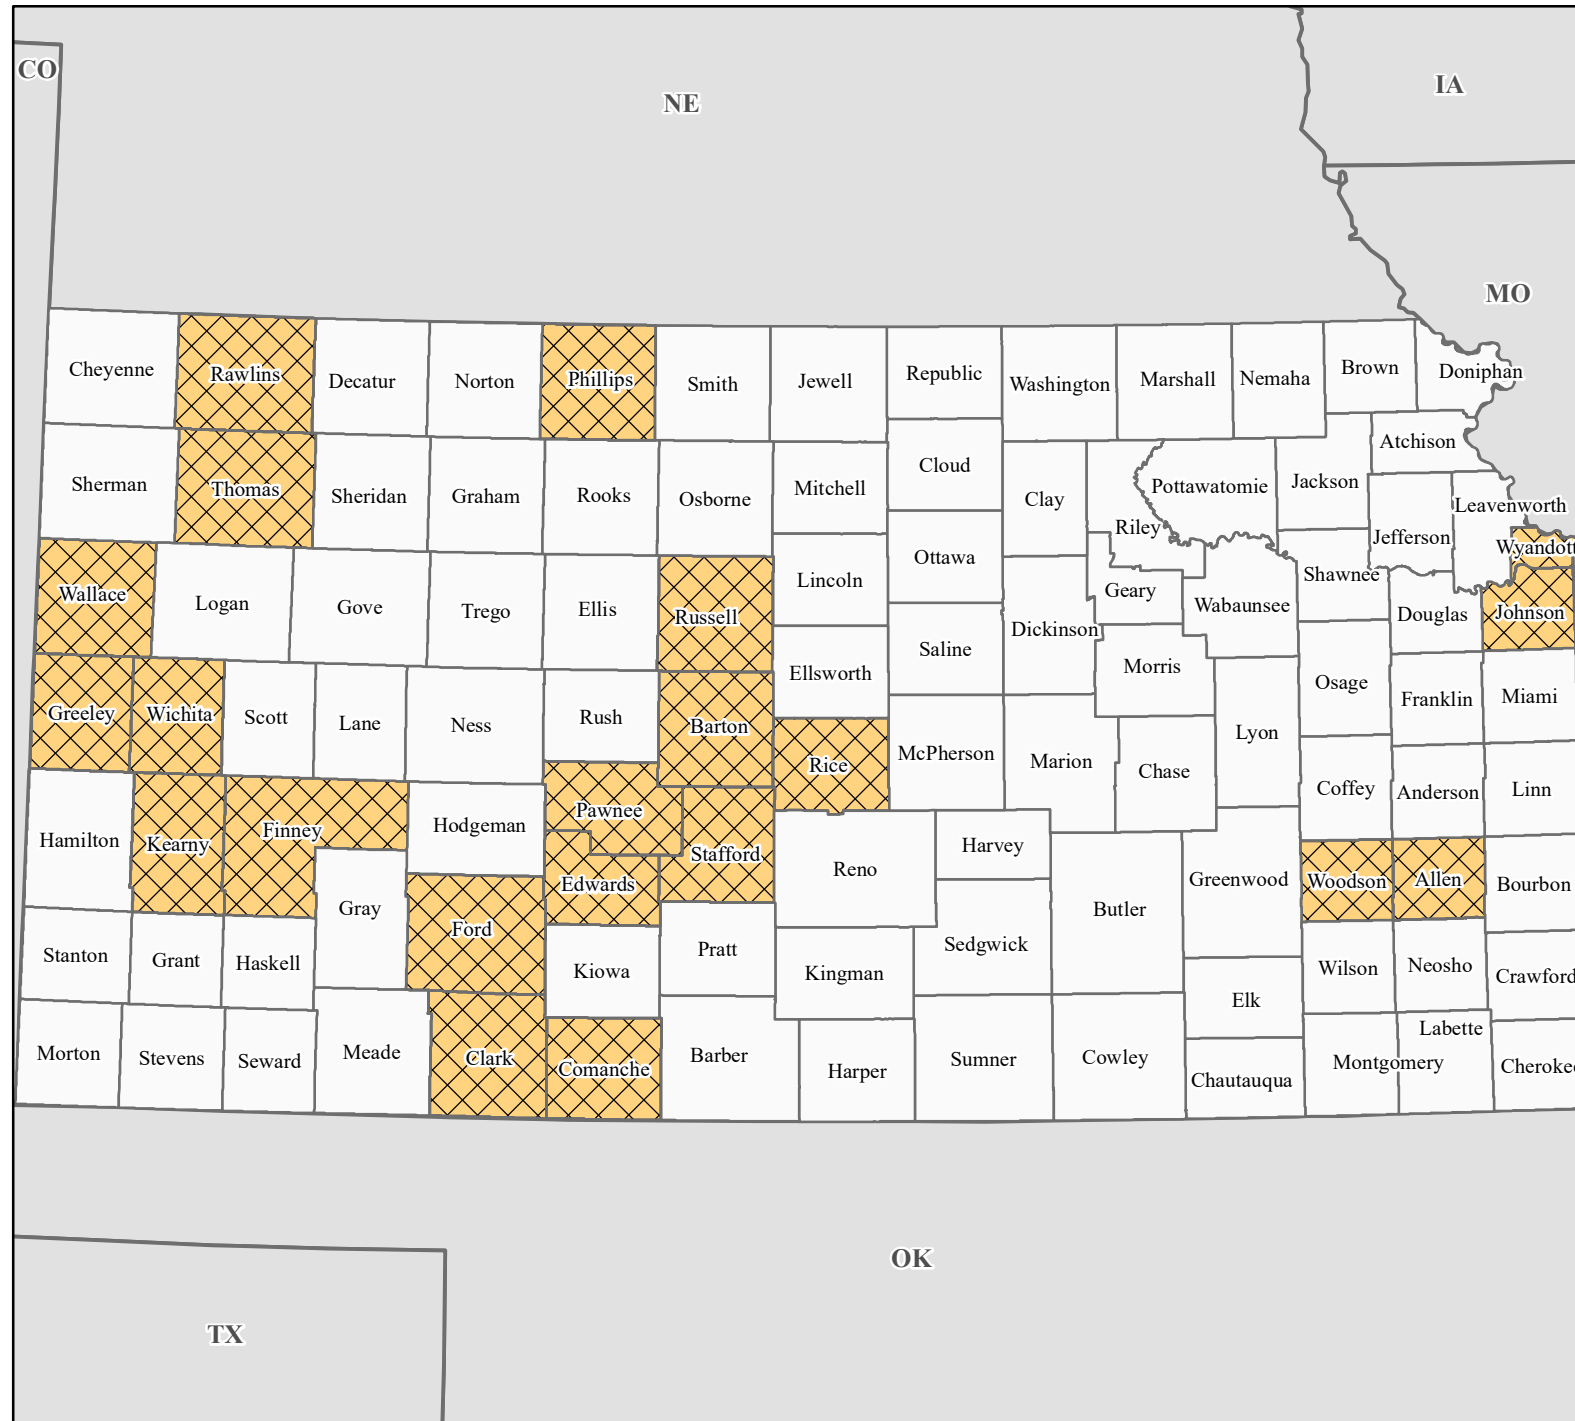 CO
NE
IA
MO
Cheyenne
Rawlins
Decatur
Norton
Phillips
Smith
Jewell
Republic
Washington
Marshall
Nemaha
Brown
Doniphan
Sherman
Thomas
Sheridan
Graham
Rooks
Osborne
Mitchell
Cloud
Clay
Riley
Pottawatomie
Jackson
Atchison
Jefferson
Leavenworth
Wyandott
Wallace
Logan
Gove
Trego
Ellis
Russell
Lincoln
Ottawa
Dickinson
Geary
Wabaunsee
Shawnee
Douglas
Johnson
Greeley
Wichita
Scott
Lane
Ness
Rush
Barton
Ellsworth
Saline
Morris
Osage
Franklin
Miami
Rice
McPherson
Marion
Chase
Lyon
Coffey
Anderson
Linn
Hamilton
Kearny
Finney
Hodgeman
Pawnee
Edwards
Stafford
Reno
Harvey
Butler
Greenwood
Woodson
Allen
Bourbon
Gray
Ford
Stanton
Grant
Haskell
Kiowa
Pratt
Kingman
Sedgwick
Elk
Wilson
Neosho
Crawford
Morton
Stevens
Seward
Meade
Clark
Comanche
Barber
Harper
Sumner
Cowley
Chautauqua
Montgomery
Labette
Cheroke
OK
TX